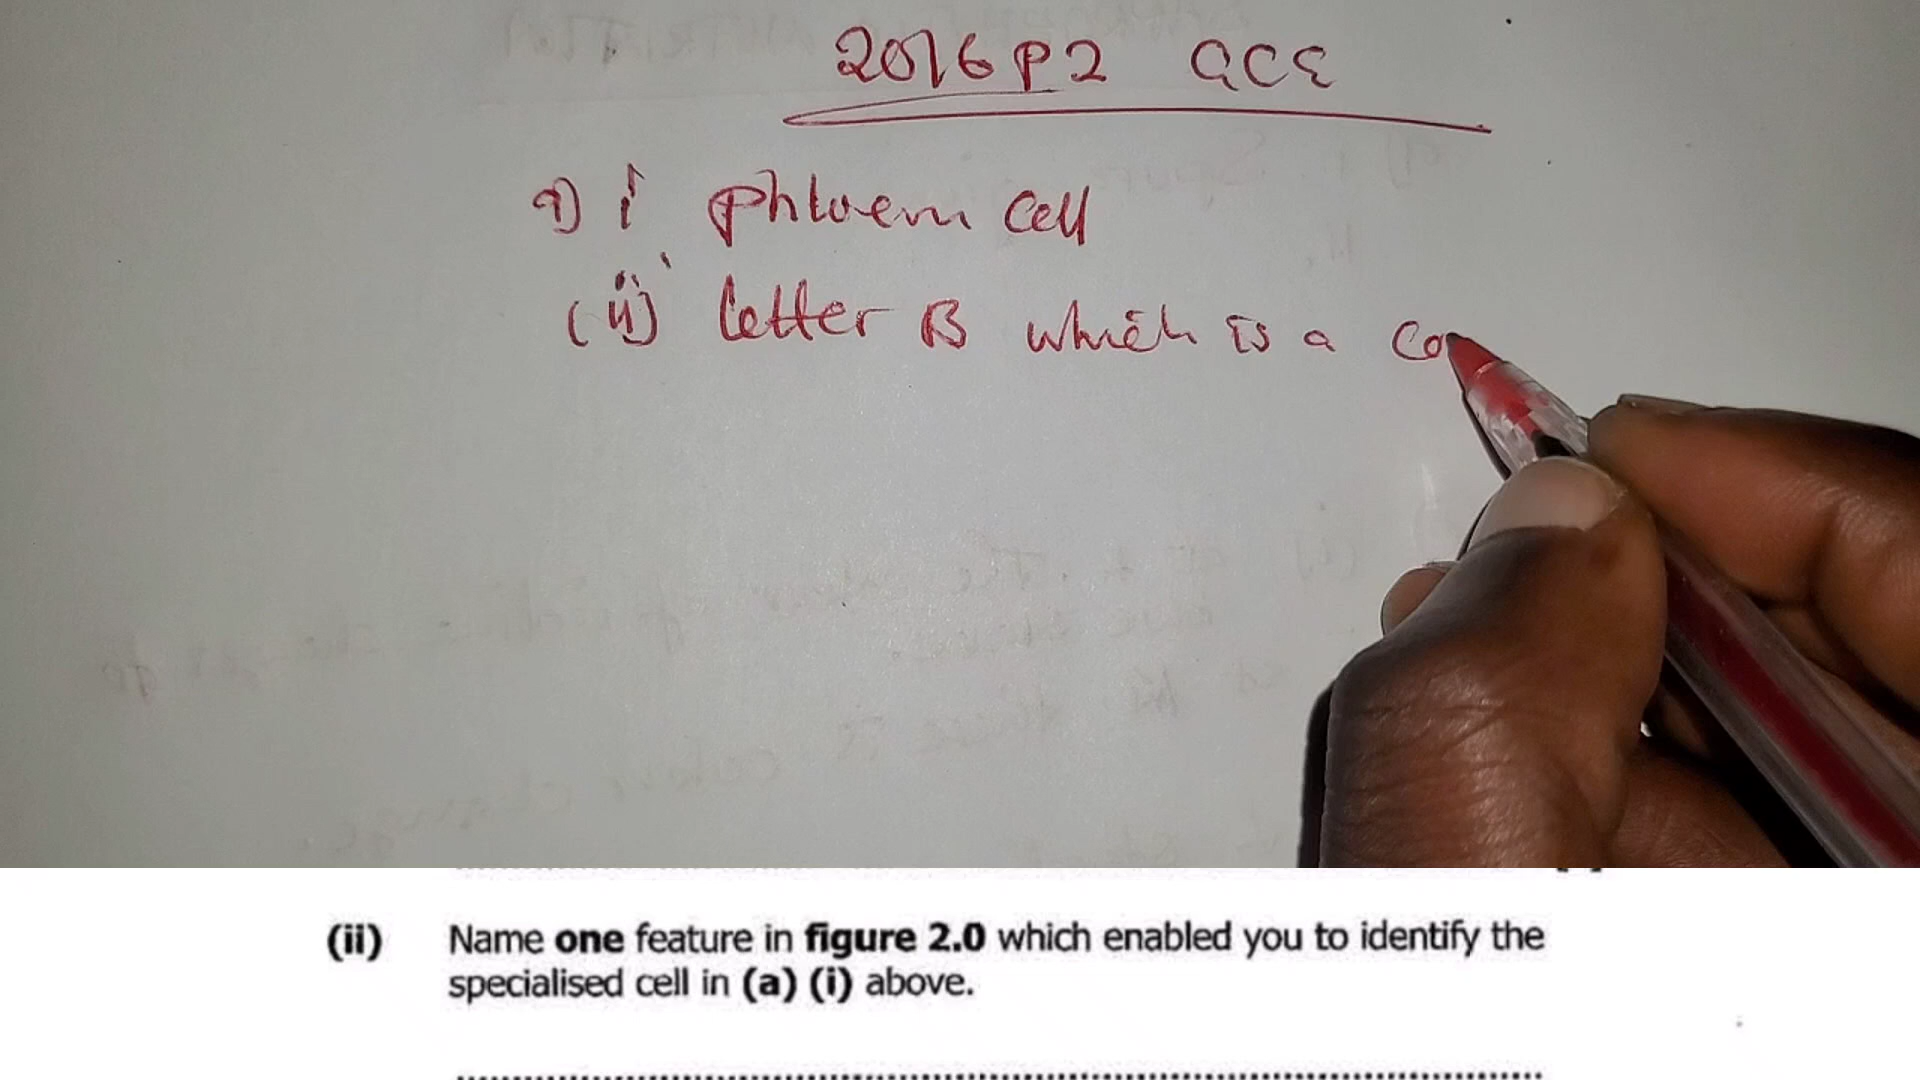 2016 P2 GCE
a) i phloem cell
(ii) letter B which is a co
(ii) Name one feature in figure 2.0 which enabled you to identify the
specialised cell in (a) (i) above.